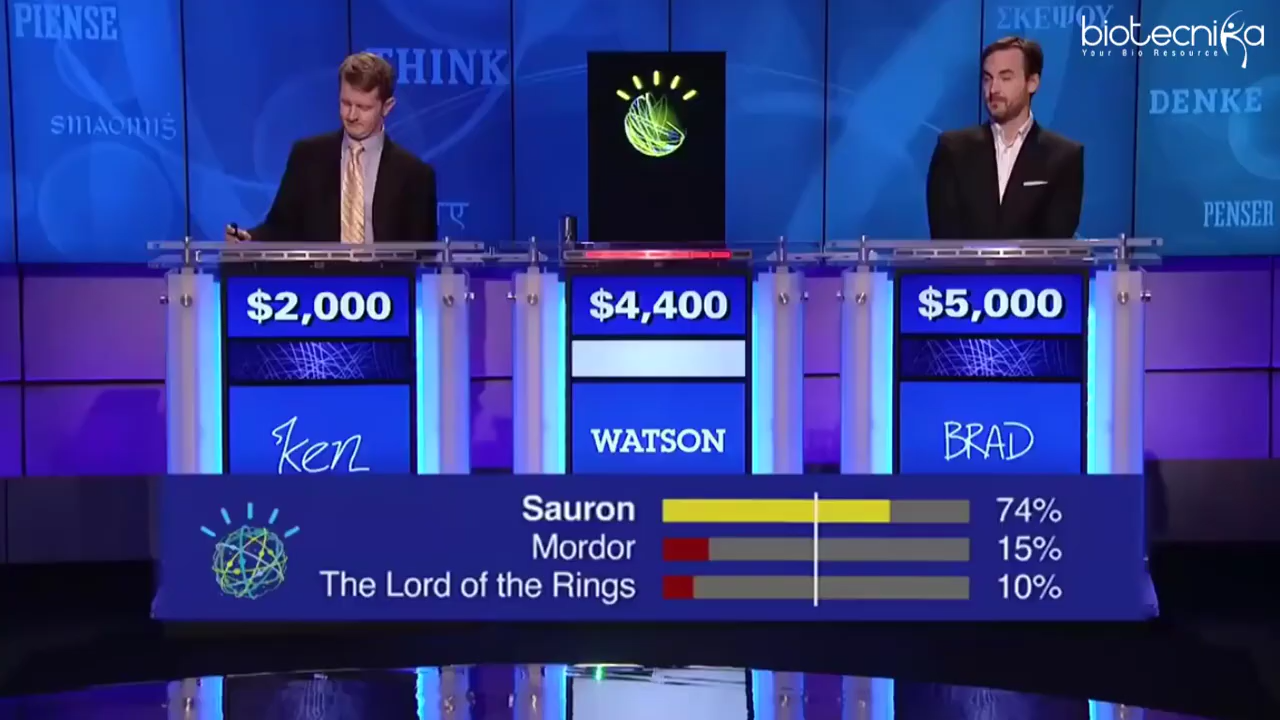 PIENSE
THINK
ΣΚΕΨΟΥ
biotecnika
Your Bio Resource
smaoiniġ
DENKE
PENSER
$2,000
$4,400
$5,000
Ken
WATSON
BRAD
Sauron 74%
Mordor 15%
The Lord of the Rings 10%